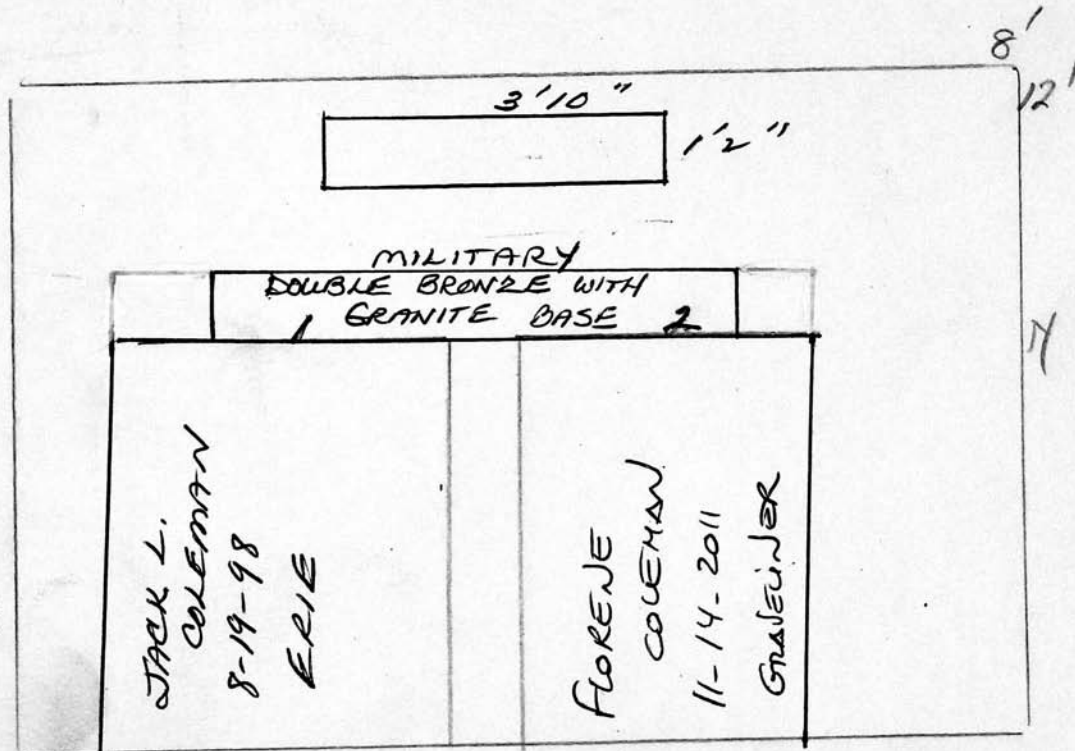 8'
12'
3'10"
1'2"
MILITARY
DOUBLE BRONZE WITH
GRANITE BASE
1
2
JACK L.
COLEMAN
8-19-98
ERIE
FLORENE
COLEMAN
11-14-2011
GRAVELINER